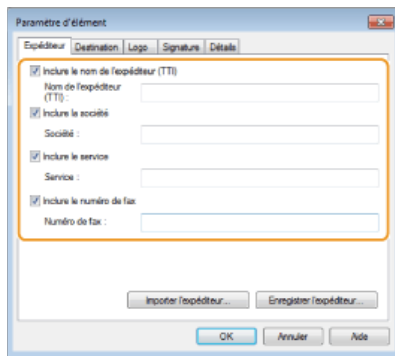 Paramètre d'élément
Expéditeur Destination Logo Signature Détails
Inclure le nom de l'expéditeur (TTI)
Nom de l'expéditeur
(TTI) :
Inclure la société
Société :
Inclure le service
Service :
Inclure le numéro de fax
Numéro de fax :
Importer l'expéditeur... Enregistrer l'expéditeur...
OK Annuler Aide